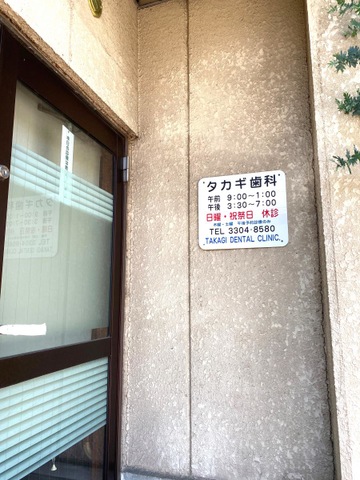 タカギ歯科
午前 9:00～1:00
午後 3:30～7:00
日曜・祝祭日 休診
TEL 3304-8580
TAKAGI DENTAL CLINIC.